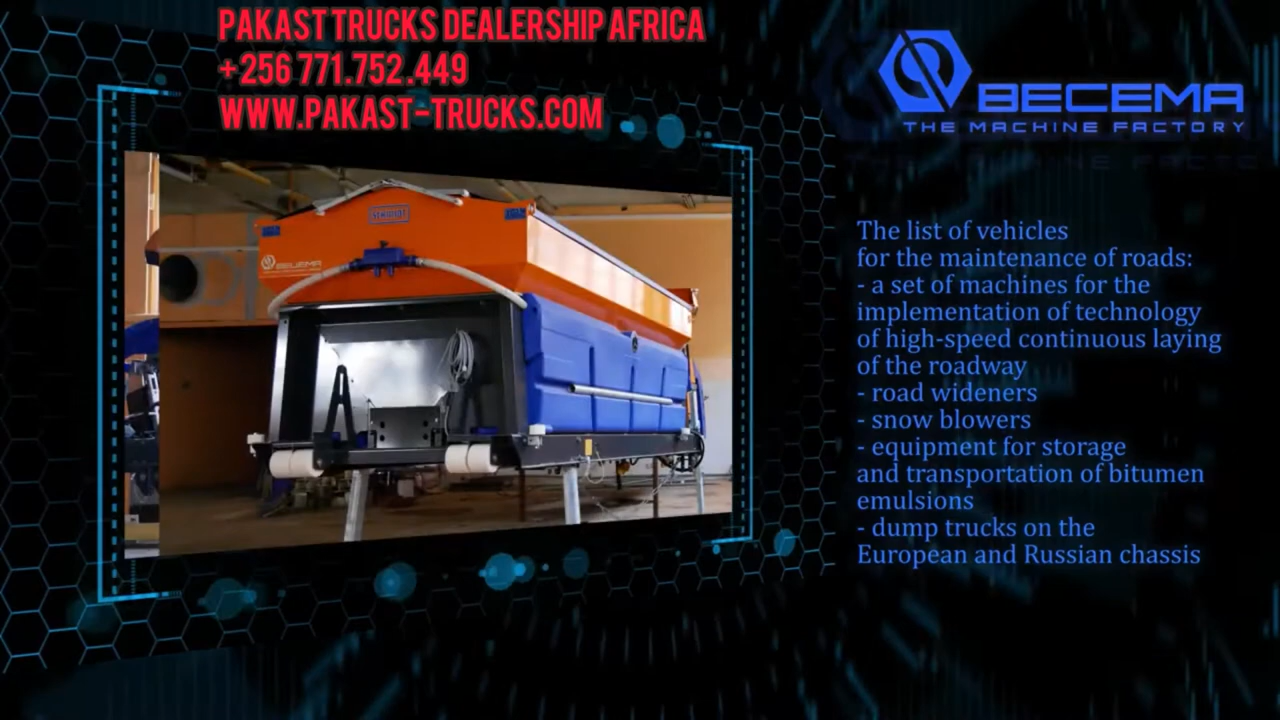 PAKAST TRUCKS DEALERSHIP AFRICA
+256 771.752.449
WWW.PAKAST-TRUCKS.COM
BECEMA
THE MACHINE FACTORY
The list of vehicles
for the maintenance of roads:
- a set of machines for the
implementation of technology
of high-speed continuous laying
of the roadway
- road wideners
- snow blowers
- equipment for storage
and transportation of bitumen
emulsions
- dump trucks on the
European and Russian chassis
BECEMA